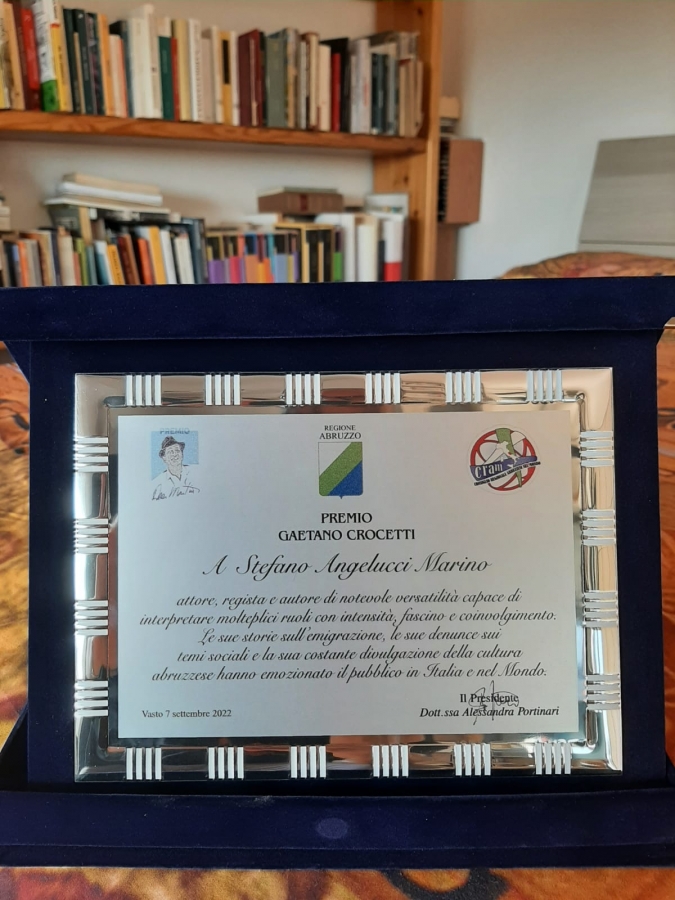 PREMIO
REGIONE
ABRUZZO
cram
PREMIO
GAETANO CROCETTI
A Stefano Angelucci Marino
attore, regista e autore di notevole versatilità capace di
interpretare molteplici ruoli con intensità, fascino e coinvolgimento.
Le sue storie sull'emigrazione, le sue denunce sui
temi sociali e la sua costante divulgazione della cultura
abruzzese hanno emozionato il pubblico in Italia e nel Mondo.
Il Presidente
Vasto 7 settembre 2022
Dott.ssa Alessandra Portinari